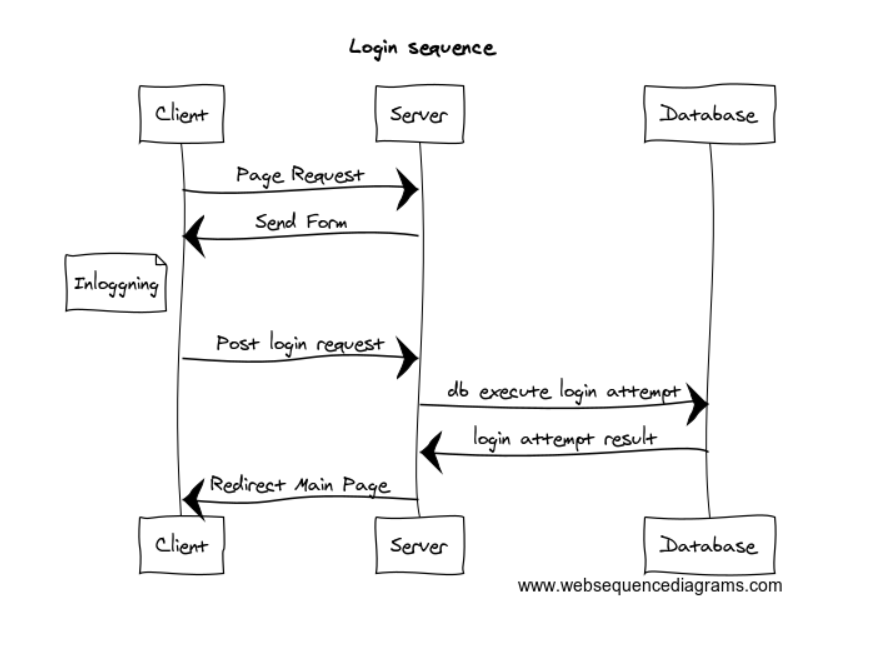 Login sequence
Client
Server
Database
Page Request
Send Form
Inloggning
Post login request
db execute login attempt
login attempt result
Redirect Main Page
Client
Server
Database
www.websequencediagrams.com